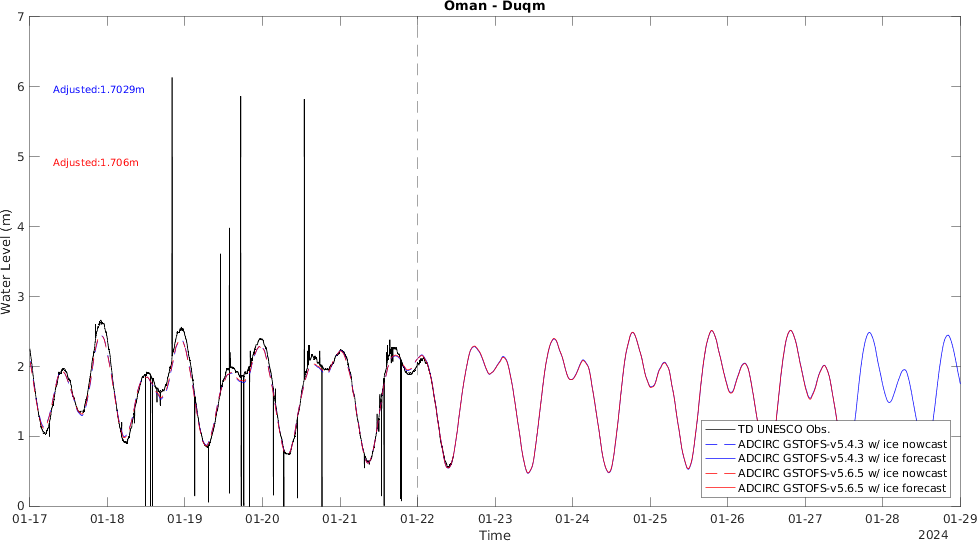 Oman - Duqm
7
6
5
4
3
2
1
0
Water Level (m)
Adjusted:1.7029m
Adjusted:1.706m
TD UNESCO Obs.
ADCIRC GSTOFS-v5.4.3 w/ ice nowcast
ADCIRC GSTOFS-v5.4.3 w/ ice forecast
ADCIRC GSTOFS-v5.6.5 w/ ice nowcast
ADCIRC GSTOFS-v5.6.5 w/ ice forecast
01-17 01-18 01-19 01-20 01-21 01-22 01-23 01-24 01-25 01-26 01-27 01-28 01-29
Time
2024